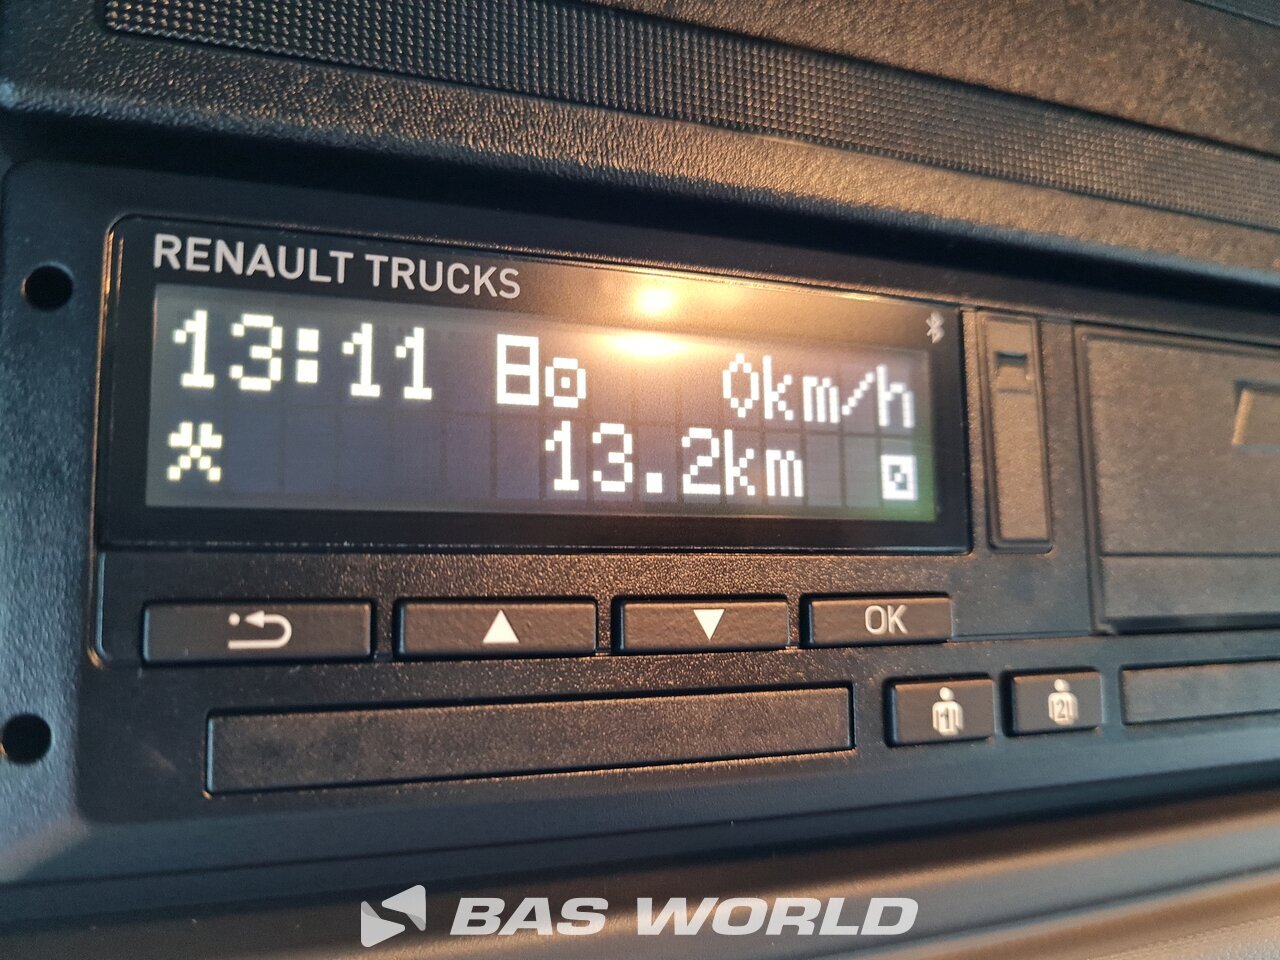 RENAULT TRUCKS
13:11 0km/h
13.2km
OK
1 2
BAS WORLD